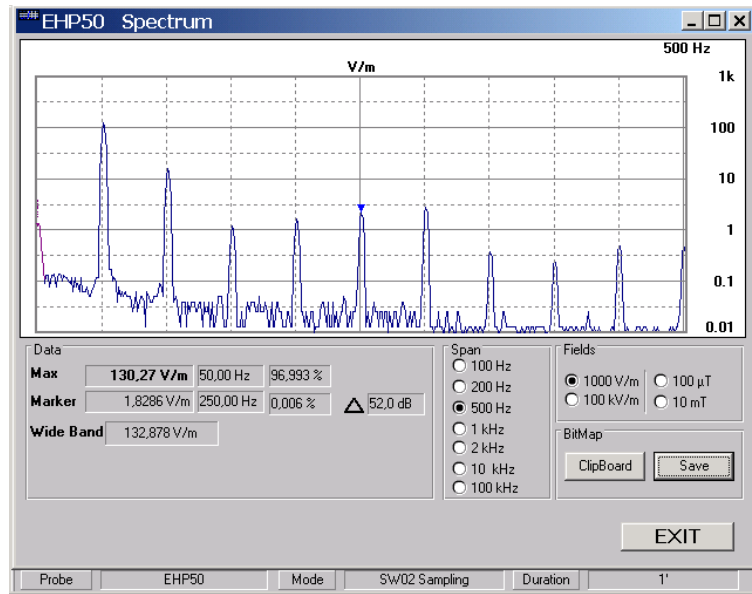 EHP50 Spectrum
500 Hz
V/m
1k
100
10
1
0.1
0.01
Data
Max 130,27 V/m 50,00 Hz 96,993 %
Marker 1,8286 V/m 250,00 Hz 0,006 % 52,0 dB
Wide Band 132,878 V/m
Span
100 Hz
200 Hz
500 Hz
1 kHz
2 kHz
10 kHz
100 kHz
Fields
1000 V/m 100 µT
100 kV/m 10 mT
BitMap
ClipBoard Save
EXIT
Probe EHP50 Mode SW02 Sampling Duration 1'